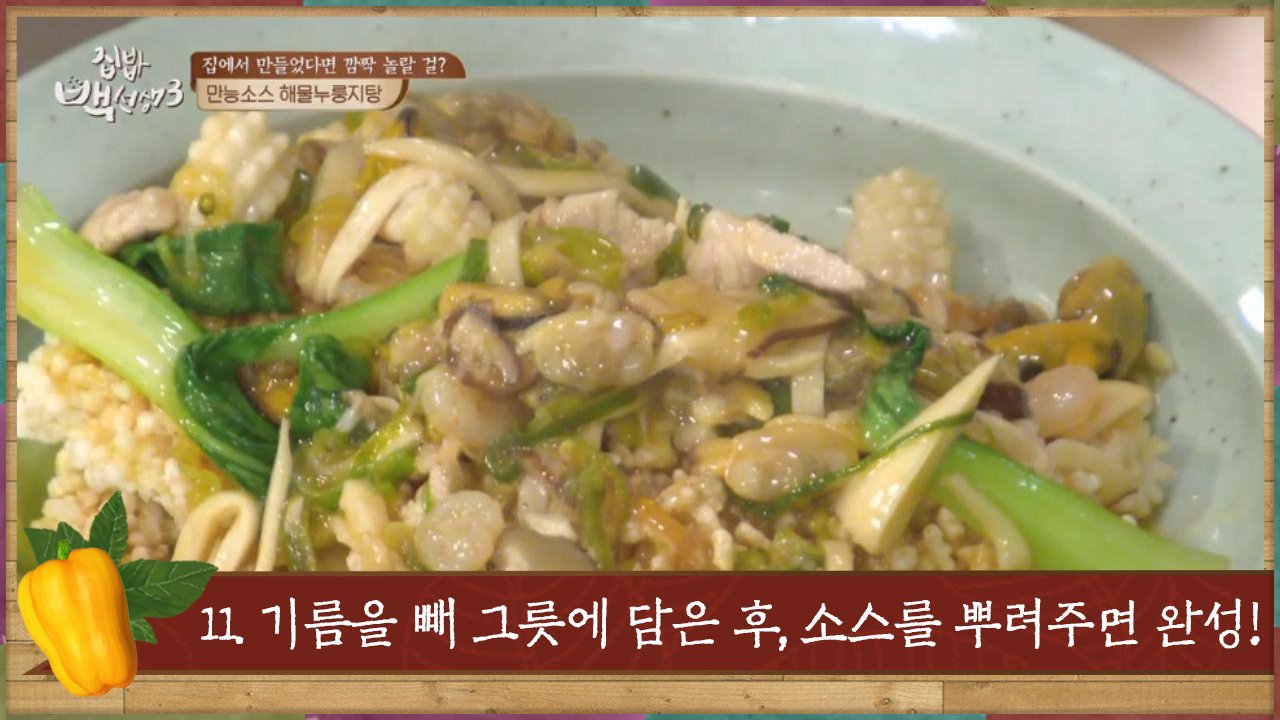 집밥
백선생3
집에서 만들었다면 깜짝 놀랄 걸?
만능소스 해물누룽지탕
11. 기름을 빼 그릇에 담은 후, 소스를 뿌려주면 완성!